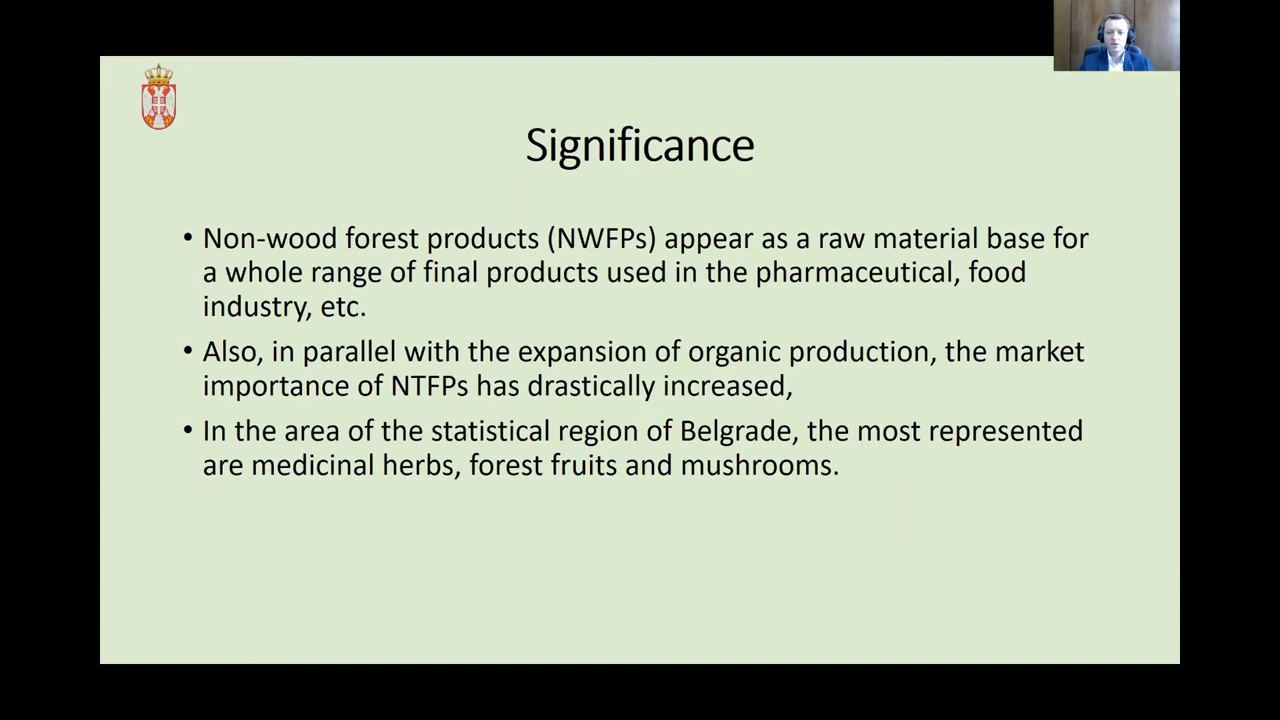 Significance
• Non-wood forest products (NWFPs) appear as a raw material base for
a whole range of final products used in the pharmaceutical, food
industry, etc.
• Also, in parallel with the expansion of organic production, the market
importance of NTFPs has drastically increased,
• In the area of the statistical region of Belgrade, the most represented
are medicinal herbs, forest fruits and mushrooms.